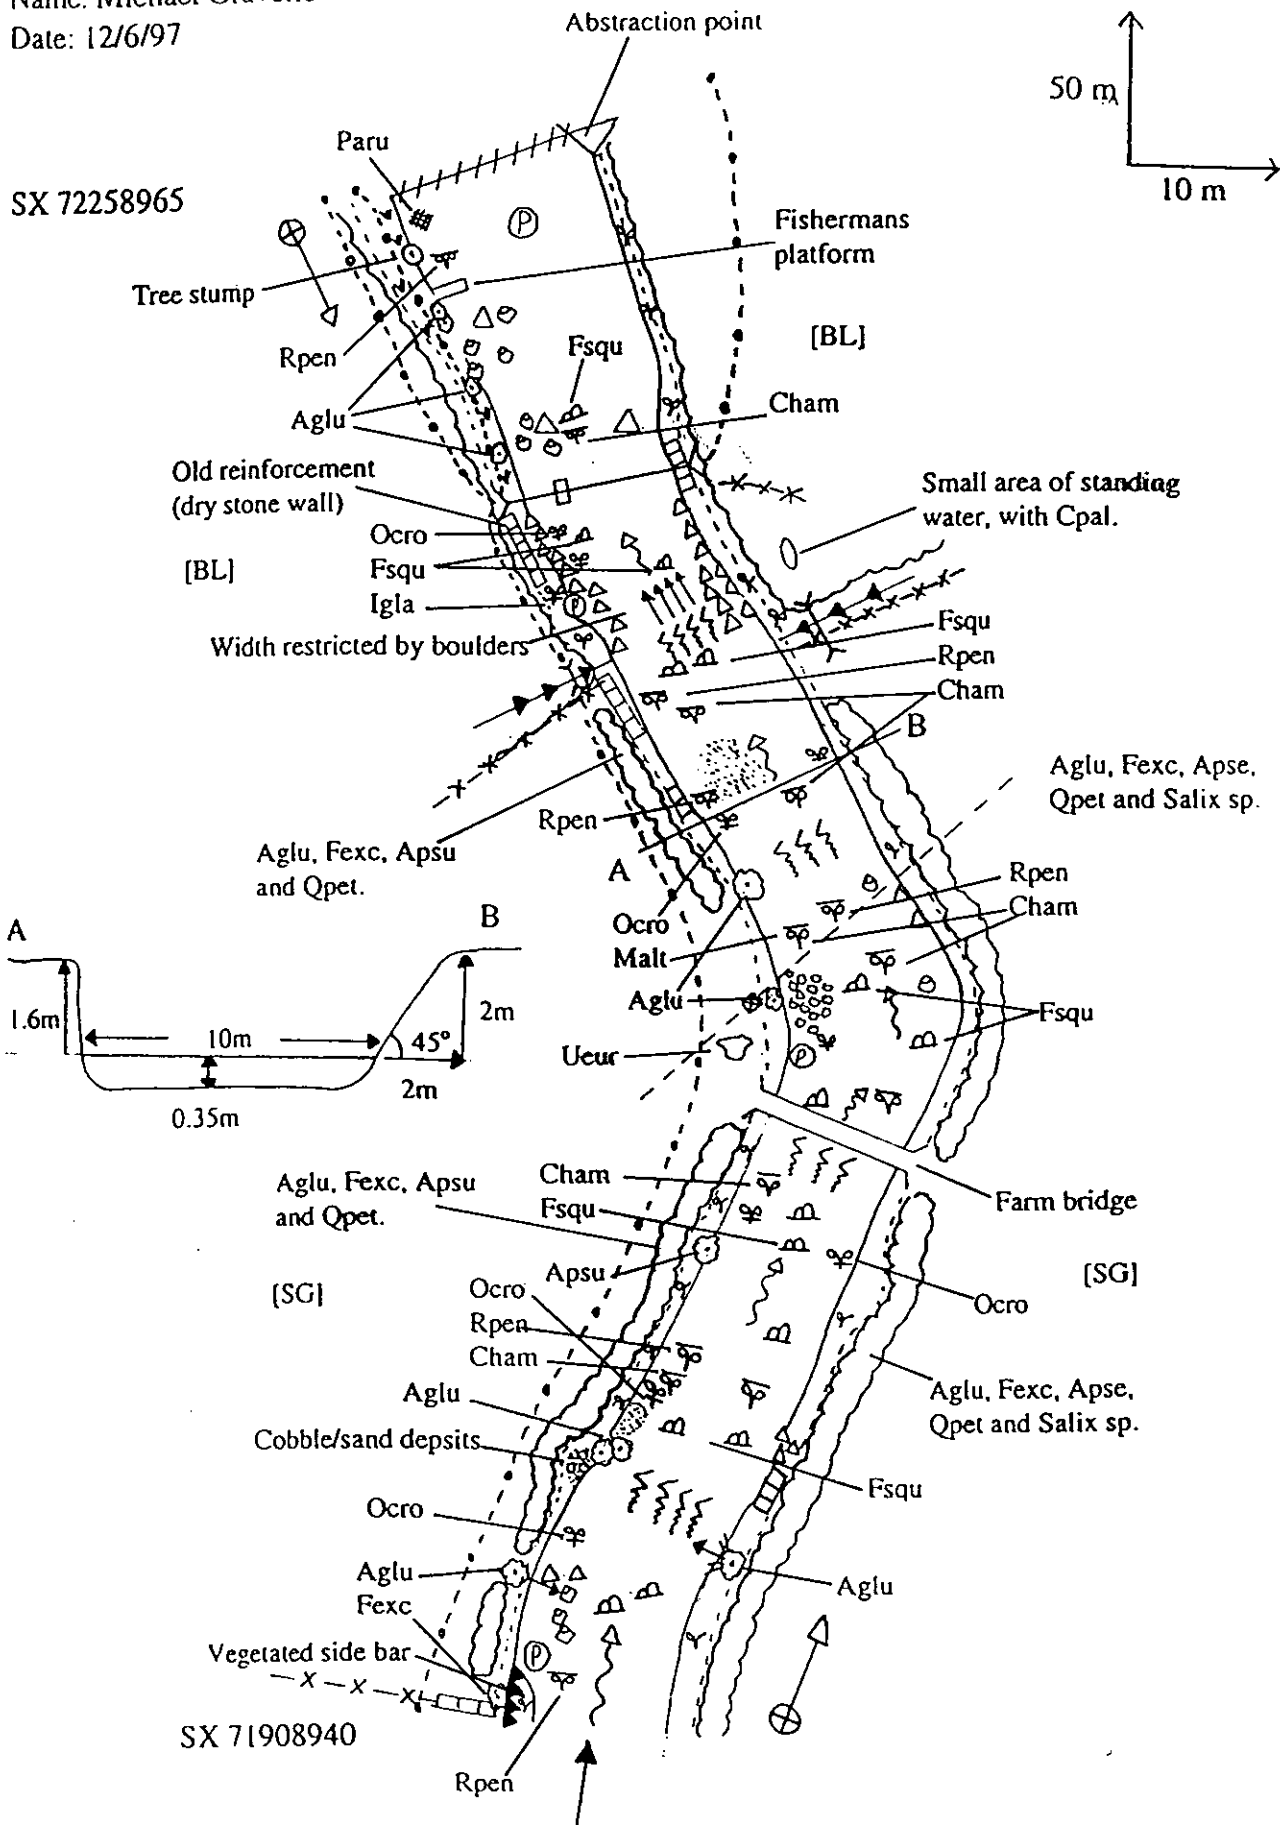 Name: Michael
Date: 12/6/97
Abstraction point
50 m
10 m
Paru
SX 72258965
P
Fishermans
platform
Tree stump
Rpen
[BL]
Fsqu
Aglu
Cham
Old reinforcement
(dry stone wall)
Small area of standing
water, with Cpal.
Ocro
[BL]
Fsqu
Igla
P
Width restricted by boulders
Fsqu
Rpen
Cham
B
Aglu, Fexc, Apse,
Qpet and Salix sp.
Rpen
Aglu, Fexc, Apsu
and Qpet.
A
Rpen
Cham
Ocro
Malt
Aglu
Fsqu
A
B
1.6m
10m
45°
2m
2m
0.35m
Ueur
P
Cham
Fsqu
Farm bridge
Aglu, Fexc, Apsu
and Qpet.
Apsu
[SG]
[SG]
Ocro
Ocro
Rpen
Cham
Aglu
Aglu, Fexc, Apse,
Qpet and Salix sp.
Cobble/sand depsits
Fsqu
Ocro
Aglu
Aglu
Fexc
Vegetated side bar
P
SX 71908940
Rpen